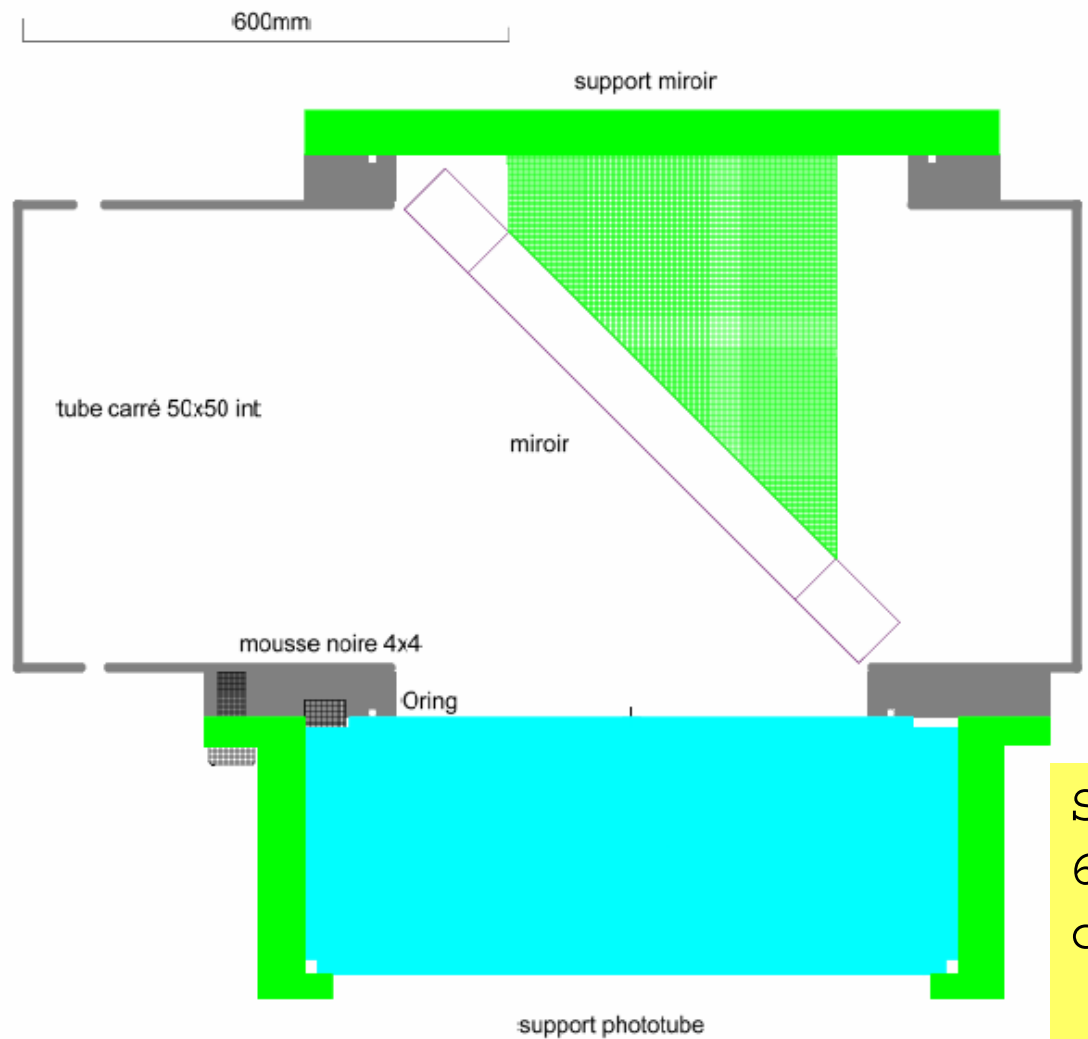 600mm
support miroir
tube carré 50x50 int
miroir
mousse noire 4x4
Oring
support phototube